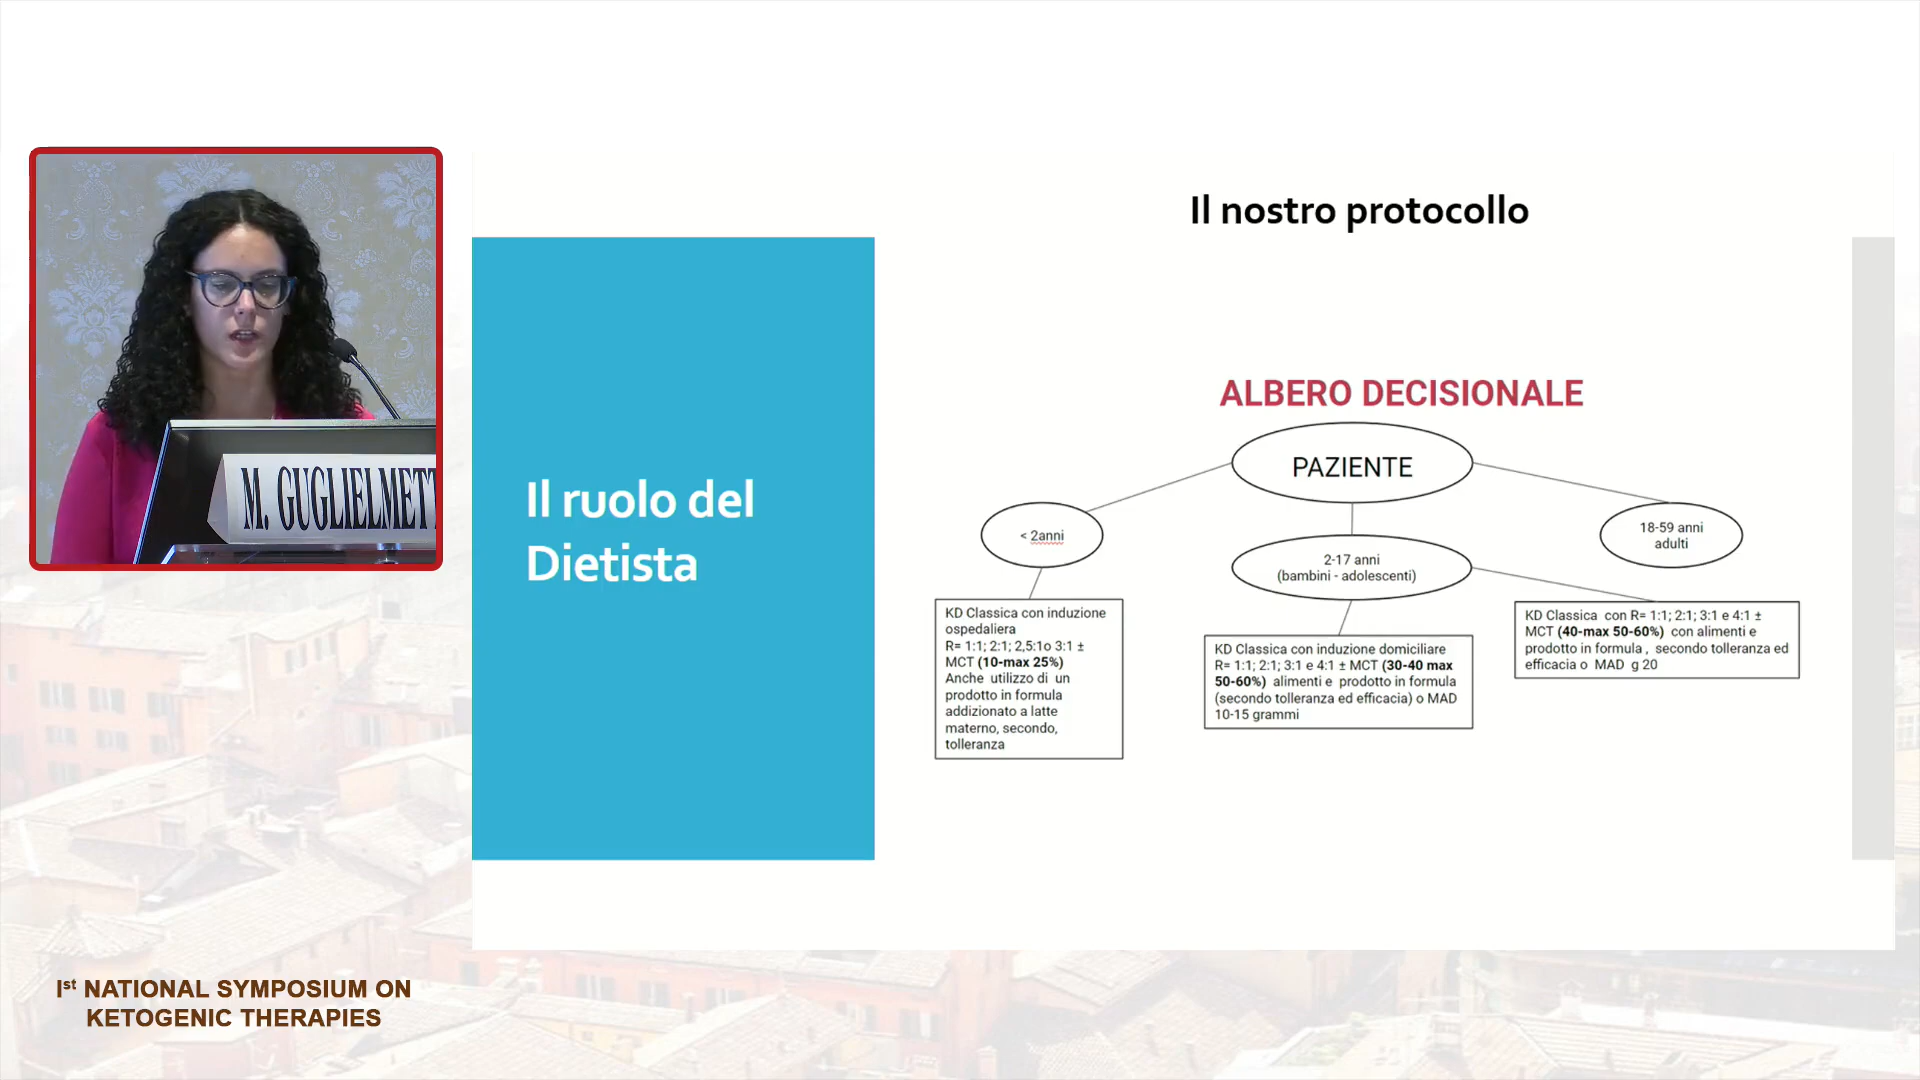 Il nostro protocollo
M. GUGLIELMETT
Il ruolo del
Dietista
ALBERO DECISIONALE
PAZIENTE
< 2anni
2-17 anni
(bambini - adolescenti)
18-59 anni
adulti
KD Classica con induzione
ospedaliera
R= 1:1; 2:1; 2,5:1o 3:1 ±
MCT (10-max 25%)
Anche utilizzo di un
prodotto in formula
addizionato a latte
materno, secondo,
tolleranza
KD Classica con induzione domiciliare
R= 1:1; 2:1; 3:1 e 4:1 ± MCT (30-40 max
50-60%) alimenti e prodotto in formula
(secondo tolleranza ed efficacia) o MAD
10-15 grammi
KD Classica con R= 1:1; 2:1; 3:1 e 4:1 ±
MCT (40-max 50-60%) con alimenti e
prodotto in formula , secondo tolleranza ed
efficacia o MAD g 20
Ist NATIONAL SYMPOSIUM ON
KETOGENIC THERAPIES